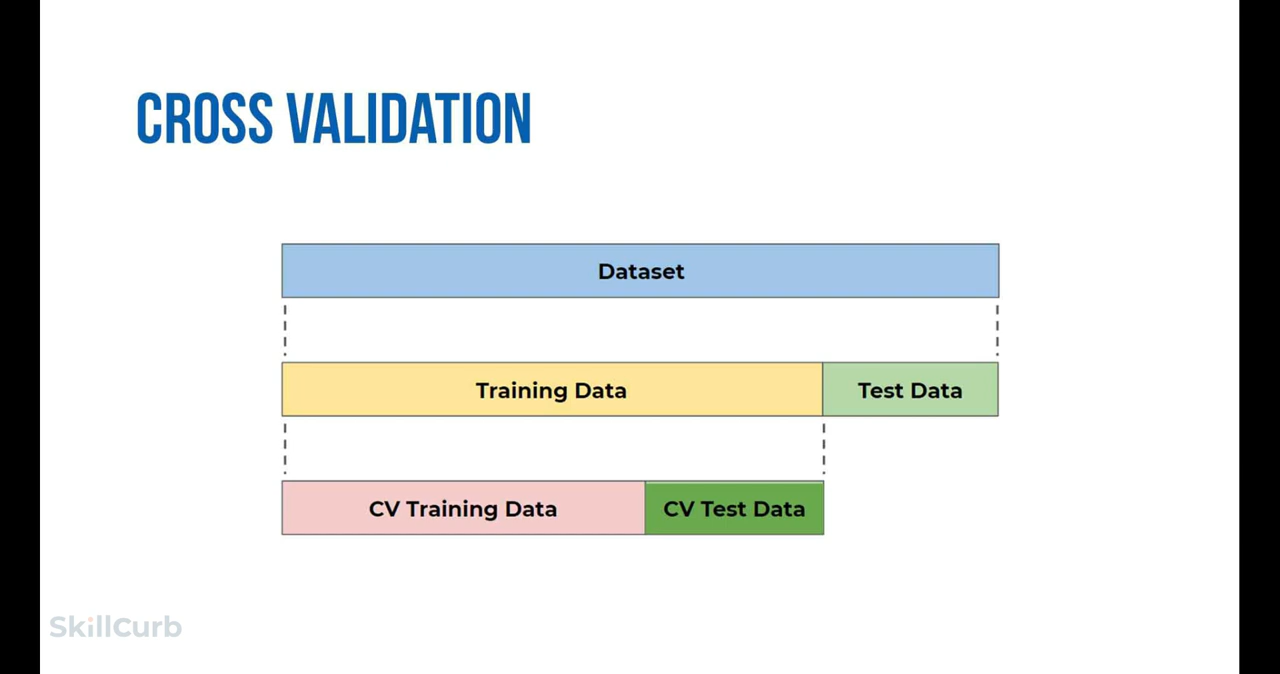 CROSS VALIDATION
Dataset
Training Data
Test Data
CV Training Data
CV Test Data
SkillCurb